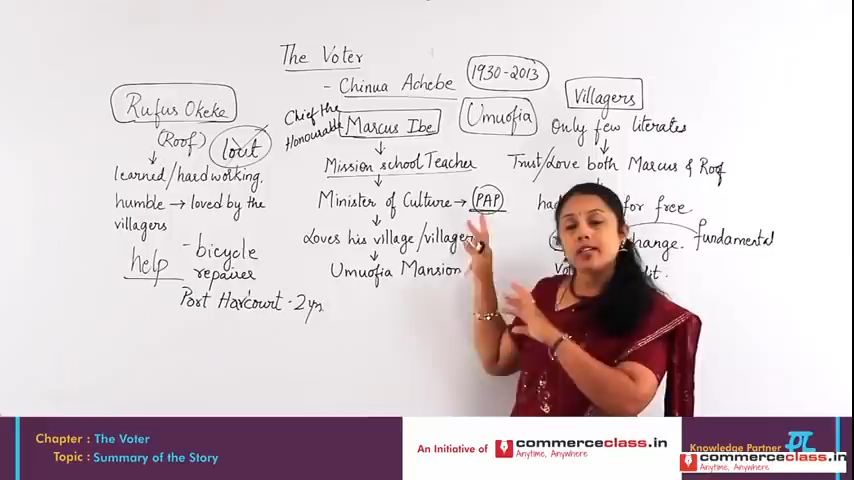 The Voter
- Chinua Achebe
1930-2013
Rufus Okeke
(Roof)
lout
learned/hardworking.
humble → loved by the
villagers
help
- bicycle
repairer
Port Harcourt - 2 yrs
Chief the
Honourable
Marcus Ibe
Umuofia
Mission school Teacher
Minister of Culture → PAP
Loves his village/villagers
Umuofia Mansion
Villagers
Only few literates
Trust/Love both Marcus & Roof
for free
change.
fundamental
Chapter : The Voter
Topic : Summary of the Story
An Initiative of commerceclass.in
Anytime, Anywhere
Knowledge Partner
commerceclass.in
Anytime, Anywhere